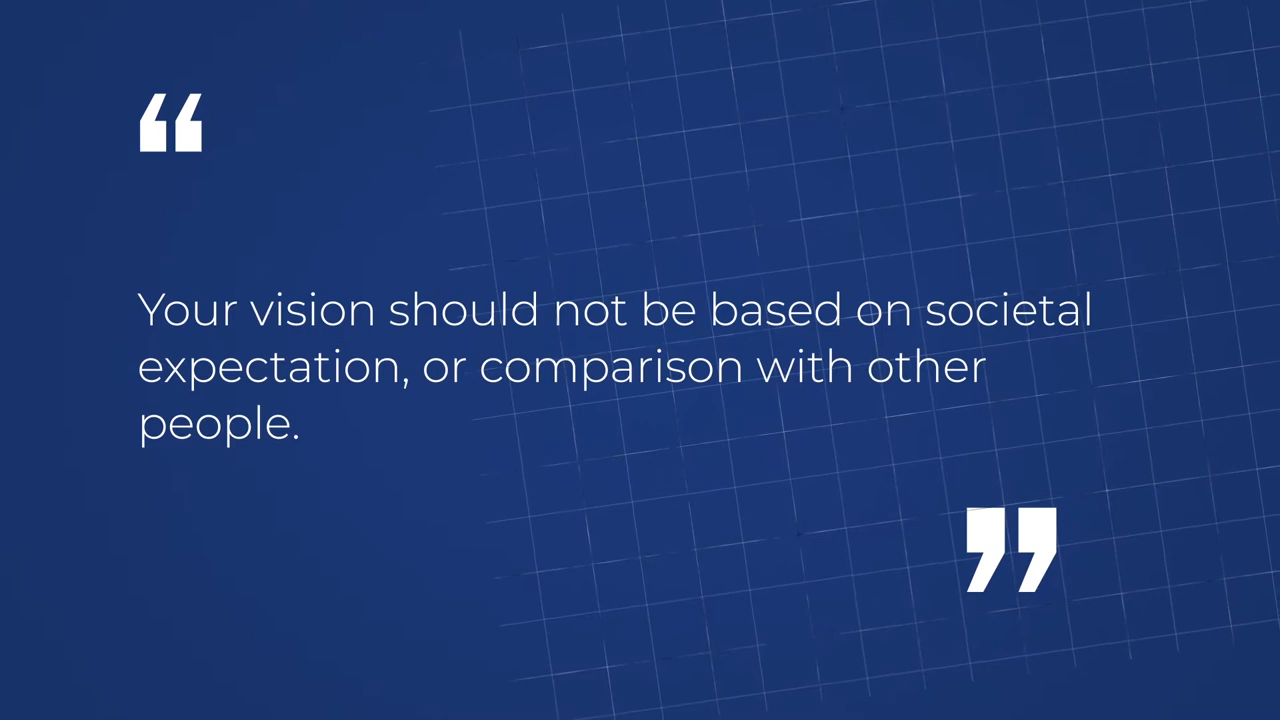 “
Your vision should not be based on societal
expectation, or comparison with other
people.
”